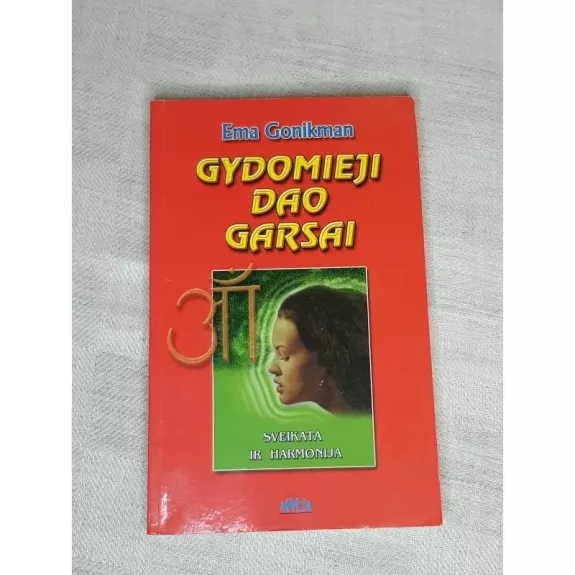 Ema Gonikman
GYDOMIEJI
DAO
GARSAI
ॐ
SVEIKATA
IR HARMONIJA